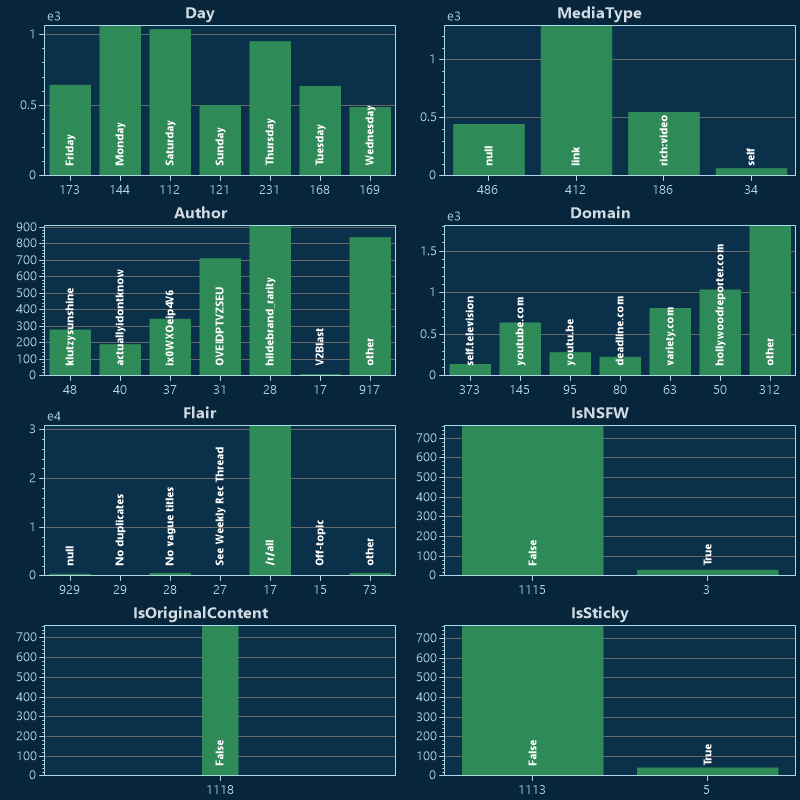 Day
e3
1
0.5
0
Friday
Monday
Saturday
Sunday
Thursday
Tuesday
Wednesday
173 144 112 121 231 168 169
MediaType
e3
1
0.5
0
null
link
rich:video
self
486 412 186 34
Author
900
800
700
600
500
400
300
200
100
0
klutzysunshine
actuallyidontknow
Ix0WXOeip4V6
OVEIDPTVZSEU
hildebrand_rarity
V2Blast
other
48 40 37 31 28 17 917
Domain
e3
1.5
1
0.5
0
self.television
youtube.com
youtu.be
deadline.com
variety.com
hollywoodreporter.com
other
373 145 95 80 63 50 312
Flair
e4
3
2
1
0
null
No duplicates
No vague titles
See Weekly Rec Thread
/r/all
Off-topic
other
929 29 28 27 17 15 73
IsNSFW
700
600
500
400
300
200
100
0
False
True
1115 3
IsOriginalContent
700
600
500
400
300
200
100
0
False
1118
IsSticky
700
600
500
400
300
200
100
0
False
True
1113 5